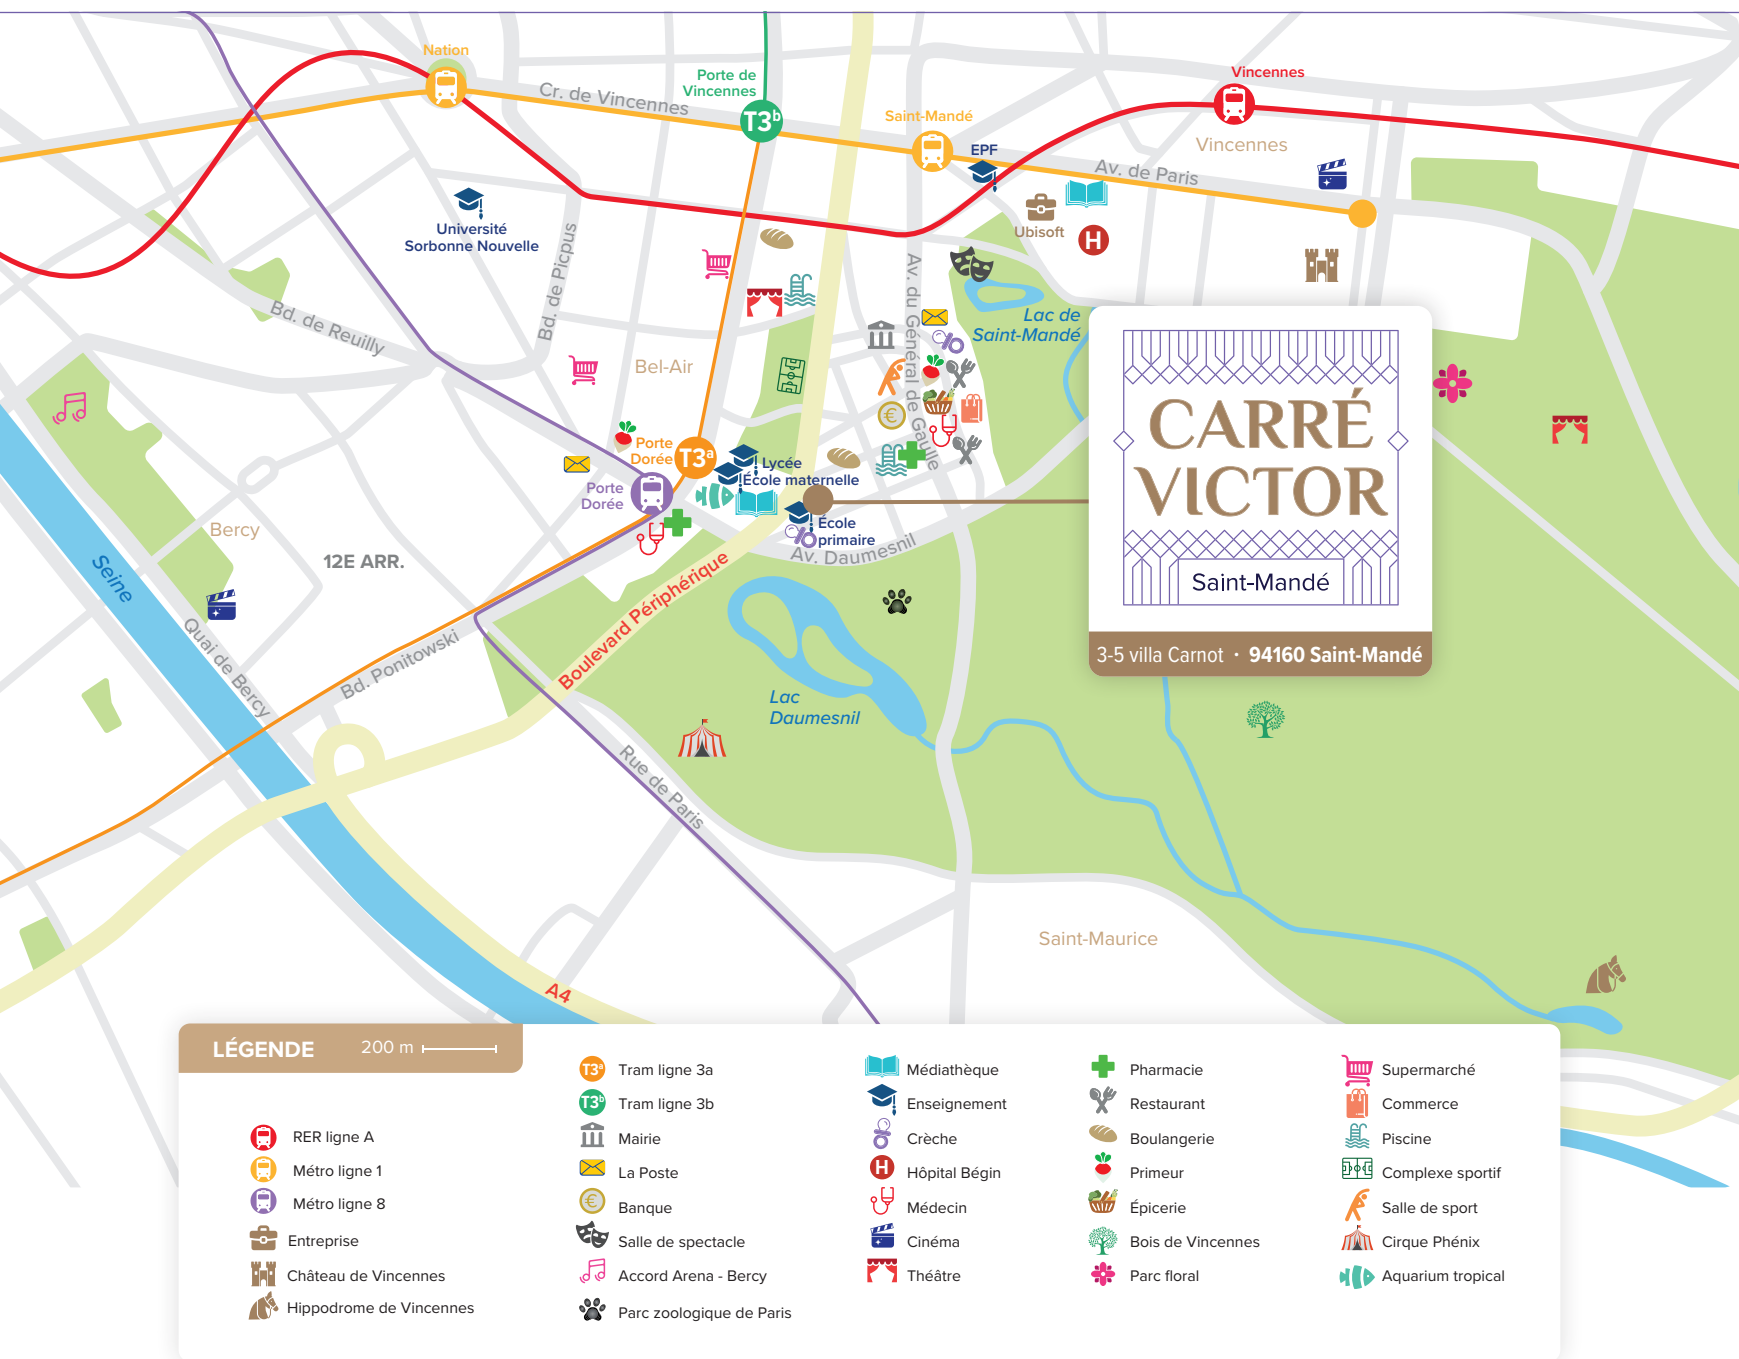 Nation
Cr. de Vincennes
Porte de
Vincennes
T3b
Saint-Mandé
EPF
Vincennes
Vincennes
Av. de Paris
Université
Sorbonne Nouvelle
Ubisoft
H
Bd. de Picpus
Bd. de Reuilly
Bel-Air
Av. du Général de Gaulle
Lac de
Saint-Mandé
€
Porte
Dorée
T3a
Lycée
École maternelle
Porte
Dorée
École
primaire
Av. Daumesnil
CARRÉ
VICTOR
Saint-Mandé
3-5 villa Carnot · 94160 Saint-Mandé
Bercy
12E ARR.
Seine
Quai de Bercy
Bd. Ponitowski
Boulevard Périphérique
Lac
Daumesnil
Rue de Paris
A4
Saint-Maurice
LÉGENDE
200 m
RER ligne A
Métro ligne 1
Métro ligne 8
Entreprise
Château de Vincennes
Hippodrome de Vincennes
T3a Tram ligne 3a
T3b Tram ligne 3b
Mairie
La Poste
€ Banque
Salle de spectacle
Accord Arena - Bercy
Parc zoologique de Paris
Médiathèque
Enseignement
Crèche
H Hôpital Bégin
Médecin
Cinéma
Théâtre
Pharmacie
Restaurant
Boulangerie
Primeur
Épicerie
Bois de Vincennes
Parc floral
Supermarché
Commerce
Piscine
Complexe sportif
Salle de sport
Cirque Phénix
Aquarium tropical